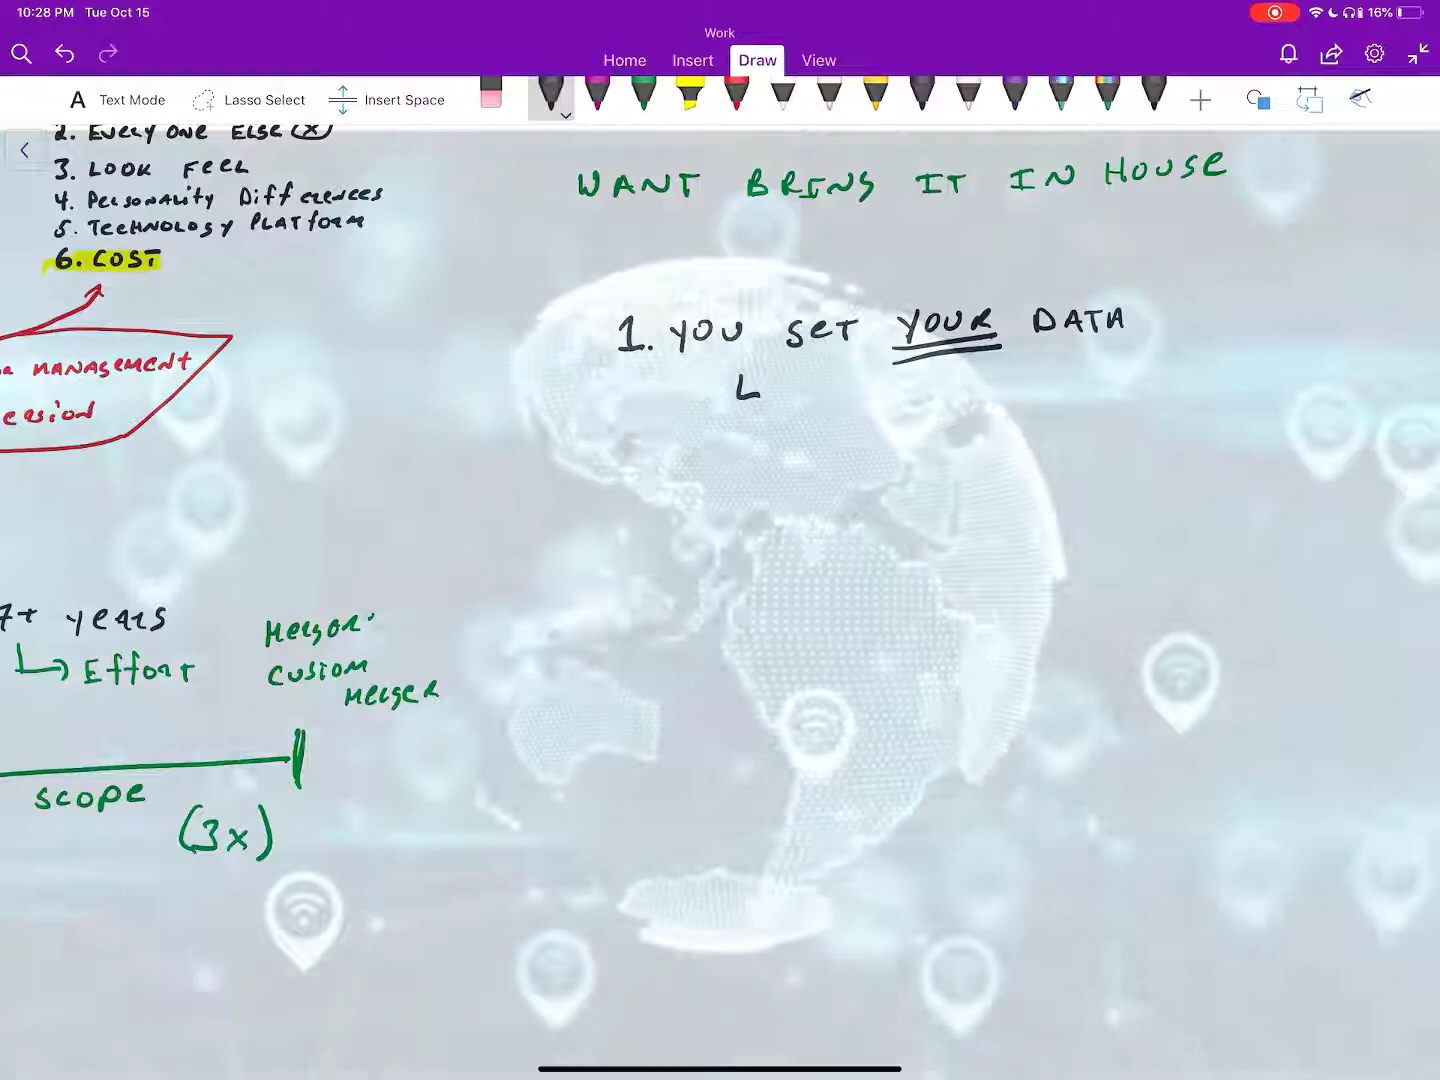 10:28 PM Tue Oct 15
16%
Work
Home Insert Draw View
A Text Mode Lasso Select Insert Space
2. EVERY ONE ELSE (X)
3. LOOK FEEL
4. PERSONALITY DIFFERENCES
5. TECHNOLOGY PLATFORM
6. COST
MANAGEMENT
WANT BRING IT IN HOUSE
1. YOU GET YOUR DATA
L
7+ YEARS
EFFORT
MERGOR
CUSTOM
MERGER
SCOPE
(3x)